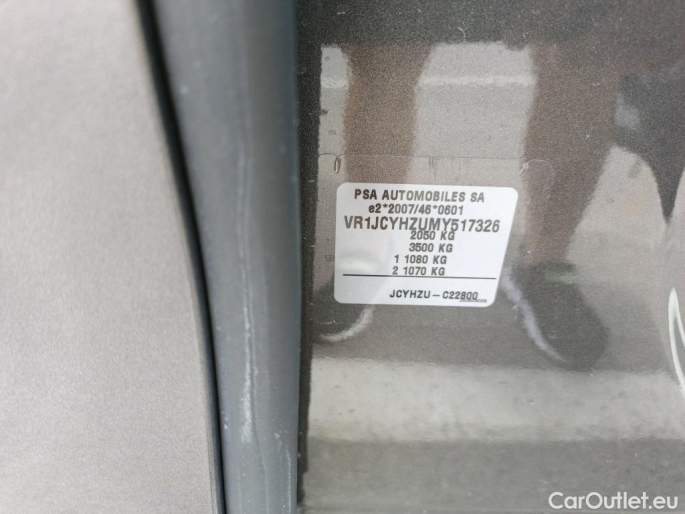 PSA AUTOMOBILES SA
e2*2007/46*0601
VR1JCYHZUMY517326
2050 KG
3500 KG
1 1080 KG
2 1070 KG
JCYHZU-C22800
CarOutlet.eu